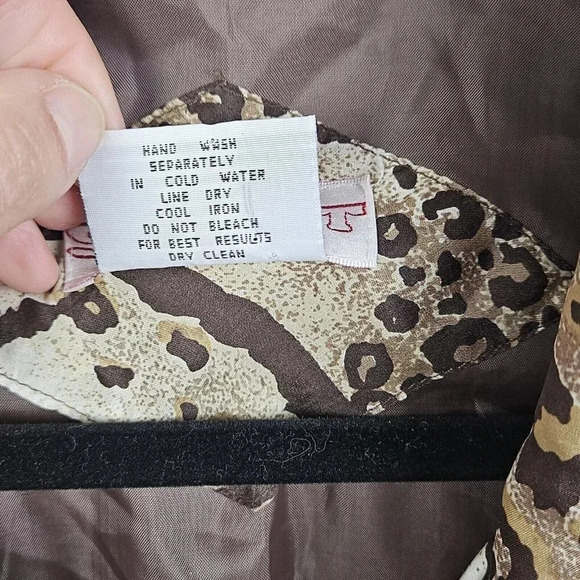 HAND WASH
SEPARATELY
IN COLD WATER
LINE DRY
COOL IRON
DO NOT BLEACH
FOR BEST RESULTS
DRY CLEAN